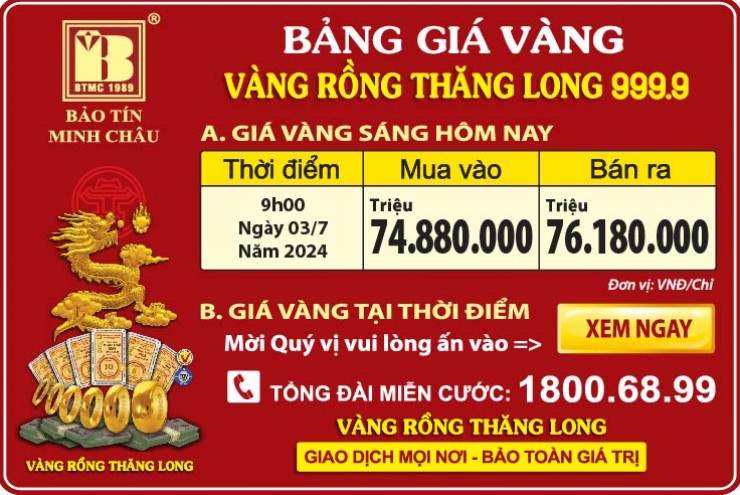 BẢNG GIÁ VÀNG
VÀNG RỒNG THĂNG LONG 999.9
®
BTMC 1989
BẢO TÍN
MINH CHÂU
A. GIÁ VÀNG SÁNG HÔM NAY
Thời điểm Mua vào Bán ra
9h00
Ngày 03/7
Năm 2024
Triệu
74.880.000
Triệu
76.180.000
Đơn vị: VNĐ/Chỉ
B. GIÁ VÀNG TẠI THỜI ĐIỂM
Mời Quý vị vui lòng ấn vào =>
XEM NGAY
TỔNG ĐÀI MIỄN CƯỚC: 1800.68.99
VÀNG RỒNG THĂNG LONG
GIAO DỊCH MỌI NƠI - BẢO TOÀN GIÁ TRỊ
VÀNG RỒNG THĂNG LONG